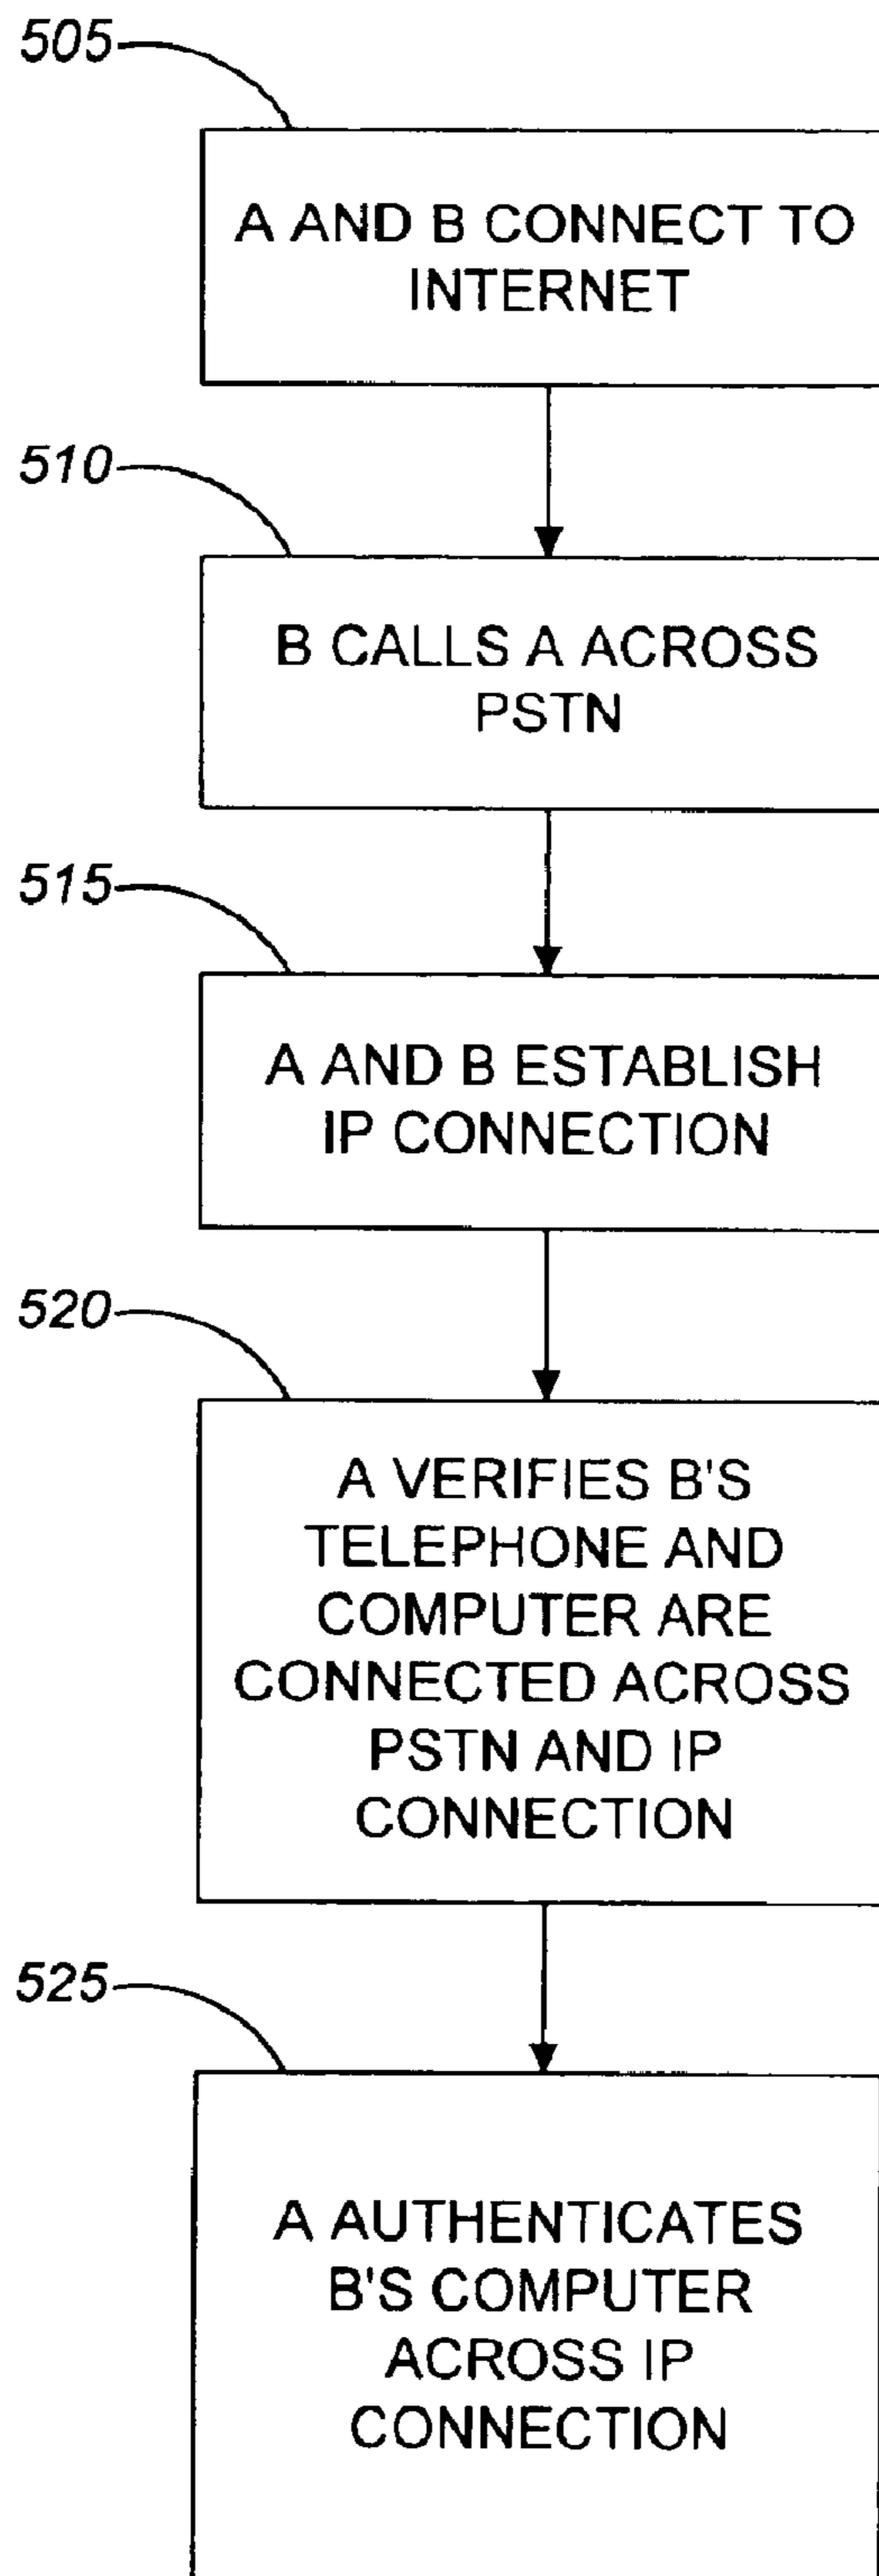 505
A AND B CONNECT TO
INTERNET
510
B CALLS A ACROSS
PSTN
515
A AND B ESTABLISH
IP CONNECTION
520
A VERIFIES B'S
TELEPHONE AND
COMPUTER ARE
CONNECTED ACROSS
PSTN AND IP
CONNECTION
525
A AUTHENTICATES
B'S COMPUTER
ACROSS IP
CONNECTION